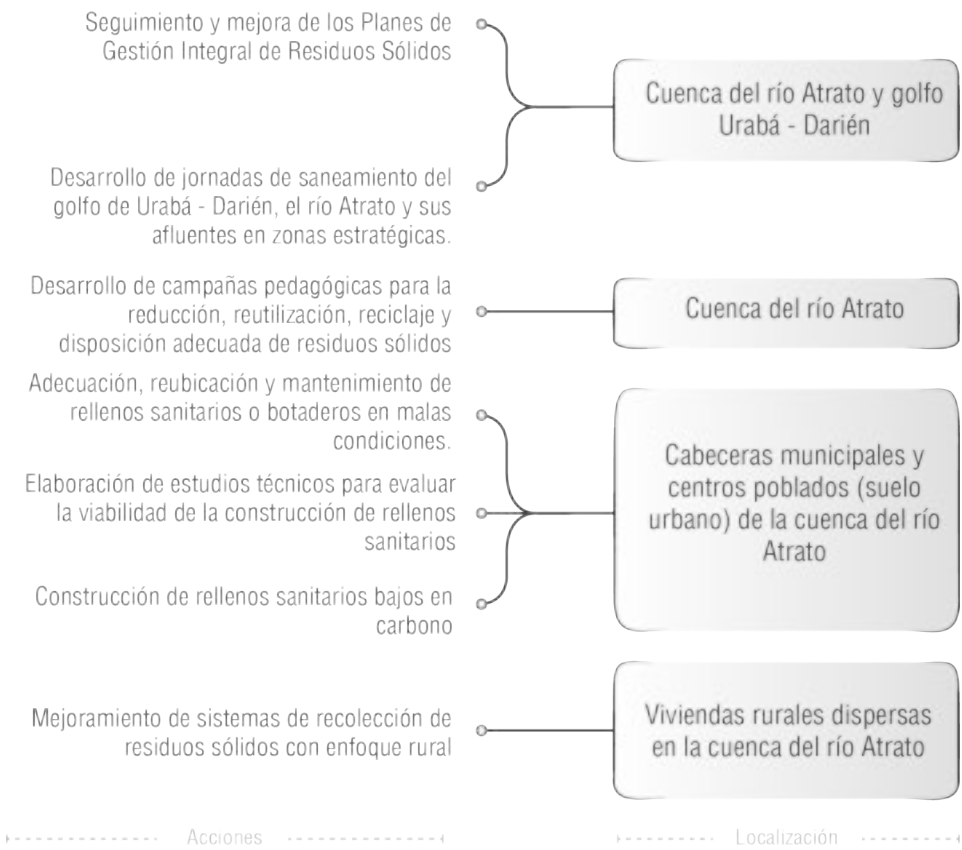 Seguimiento y mejora de los Planes de
Gestión Integral de Residuos Sólidos
Cuenca del río Atrato y golfo
Urabá - Darién
Desarrollo de jornadas de saneamiento del
golfo de Urabá - Darién, el río Atrato y sus
afluentes en zonas estratégicas.
Desarrollo de campañas pedagógicas para la
reducción, reutilización, reciclaje y
disposición adecuada de residuos sólidos
Cuenca del río Atrato
Adecuación, reubicación y mantenimiento de
rellenos sanitarios o botaderos en malas
condiciones.
Elaboración de estudios técnicos para evaluar
la viabilidad de la construcción de rellenos
sanitarios
Construcción de rellenos sanitarios bajos en
carbono
Cabeceras municipales y
centros poblados (suelo
urbano) de la cuenca del río
Atrato
Mejoramiento de sistemas de recolección de
residuos sólidos con enfoque rural
Viviendas rurales dispersas
en la cuenca del río Atrato
Acciones
Localización